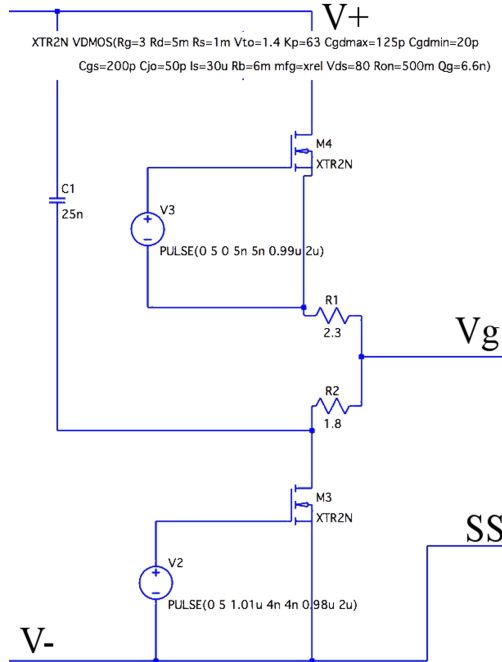 V+
XTR2N VDMOS(Rg=3 Rd=5m Rs=1m Vto=1.4 Kp=63 Cgdmax=125p Cgdmin=20p
Cgs=200p Cjo=50p Is=30u Rb=6m mfg=xrel Vds=80 Ron=500m Qg=6.6n)
M4
XTR2N
C1
25n
V3
PULSE(0 5 0 5n 5n 0.99u 2u)
R1
2.3
Vg
R2
1.8
M3
XTR2N
SS
V2
PULSE(0 5 1.01u 4n 4n 0.98u 2u)
V-